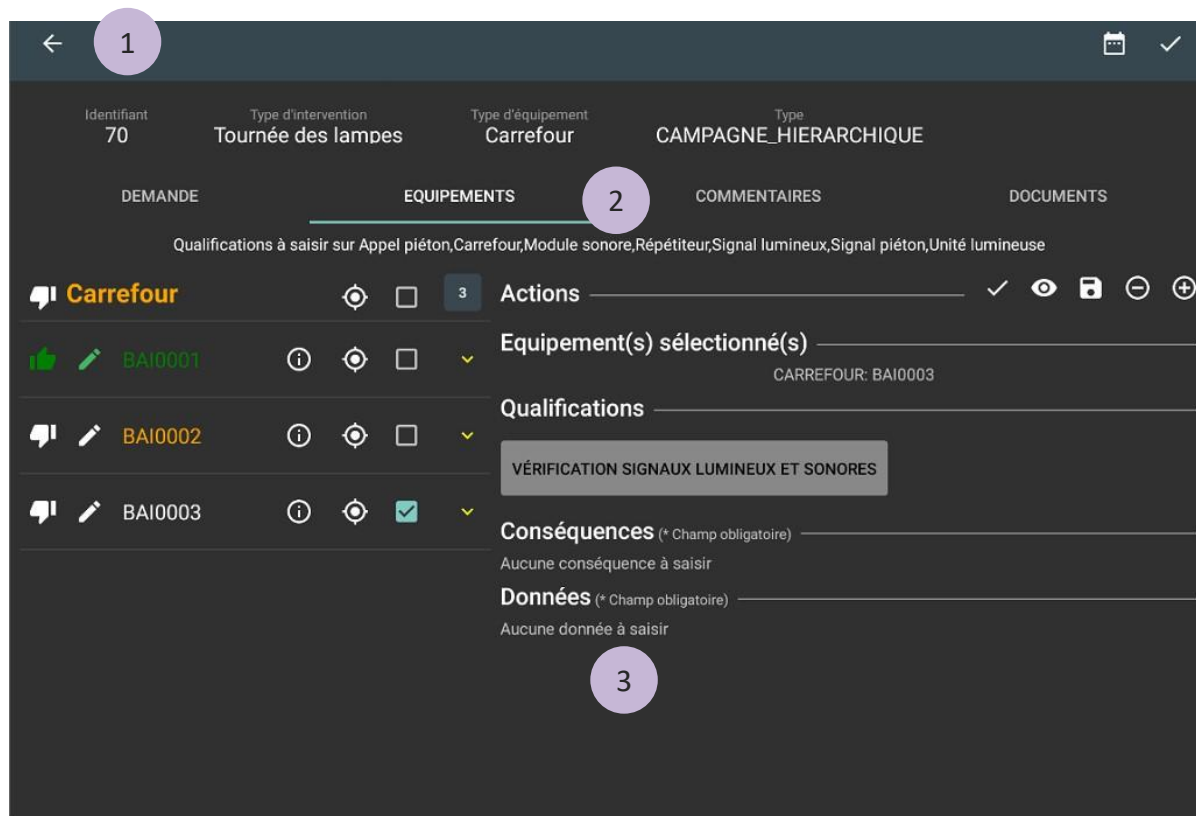 1
Identifiant Type d'intervention Type d'équipement Type
70 Tournée des lampes Carrefour CAMPAGNE_HIERARCHIQUE
DEMANDE EQUIPEMENTS 2 COMMENTAIRES DOCUMENTS
Qualifications à saisir sur Appel piéton,Carrefour,Module sonore,Répétiteur,Signal lumineux,Signal piéton,Unité lumineuse
Carrefour 3
BAI0001
BAI0002
BAI0003
Actions
Equipement(s) sélectionné(s)
CARREFOUR: BAI0003
Qualifications
VÉRIFICATION SIGNAUX LUMINEUX ET SONORES
Conséquences (* Champ obligatoire)
Aucune conséquence à saisir
Données (* Champ obligatoire)
Aucune donnée à saisir
3